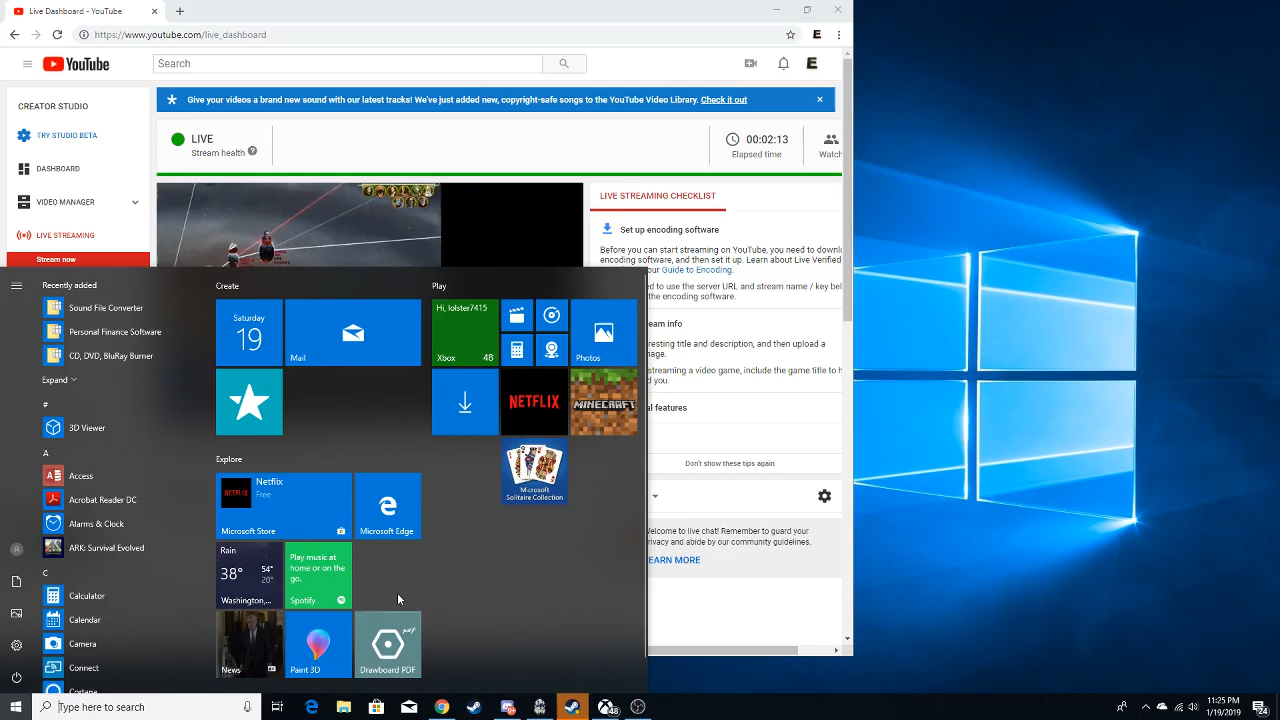 Live Dashboard - YouTube
https://www.youtube.com/live_dashboard
E
YouTube
Search
E
CREATOR STUDIO
TRY STUDIO BETA
DASHBOARD
VIDEO MANAGER
LIVE STREAMING
Stream now
Give your videos a brand new sound with our latest tracks! We've just added new, copyright-safe songs to the YouTube Video Library. Check it out
LIVE
Stream health
00:02:13
Elapsed time
Watch
LIVE STREAMING CHECKLIST
Set up encoding software
Before you can start streaming on YouTube, you need to downlo
encoding software, and then set it up. Learn about Live Verified
our Guide to Encoding.
ed to use the server URL and stream name / key bel
the encoding software.
eam info
eresting title and description, and then upload a
mage.
streaming a video game, include the game title to h
d you.
al features
Don't show these tips again
Welcome to live chat! Remember to guard your
rivacy and abide by our community guidelines.
EARN MORE
Recently added
Sound File Converter
Personal Finance Software
CD, DVD, BluRay Burner
Expand
#
3D Viewer
A
Access
Acrobat Reader DC
Alarms & Clock
ARK: Survival Evolved
C
Calculator
Calendar
Camera
Connect
Cortana
Create
Saturday
19
Mail
Explore
Netflix
Free
NETFLIX
Microsoft Store
Microsoft Edge
Rain
38°
54°
20°
Washington,...
Play music at
home or on the
go.
Spotify
News
Paint 3D
pdf
Drawboard PDF
Play
Hi, lolster7415
Xbox
48
Photos
NETFLIX
MINECRAFT
Microsoft
Solitaire Collection
Type here to search
48
11:25 PM
1/19/2019
24